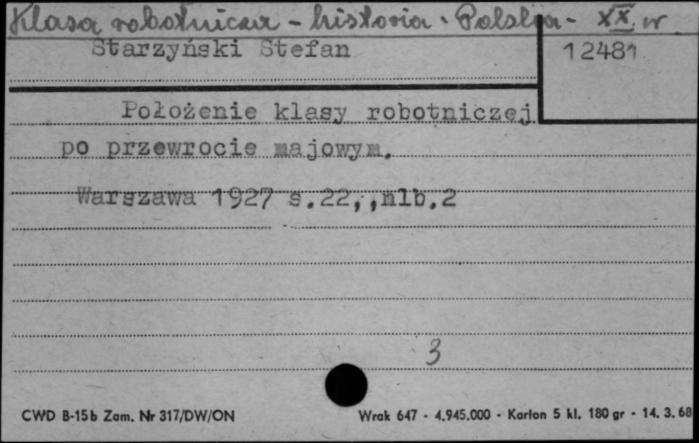 Klasa robotnicza - historia - Polska - XX w
Starzyński Stefan
12481
Położenie klasy robotniczej
po przewrocie majowym.
Warszawa 1927 s.22,,nlb.2
3
CWD B-15b Zam. Nr 317/DW/ON
Wrak 647 - 4.945.000 - Karton 5 kl. 180 gr - 14. 3. 68